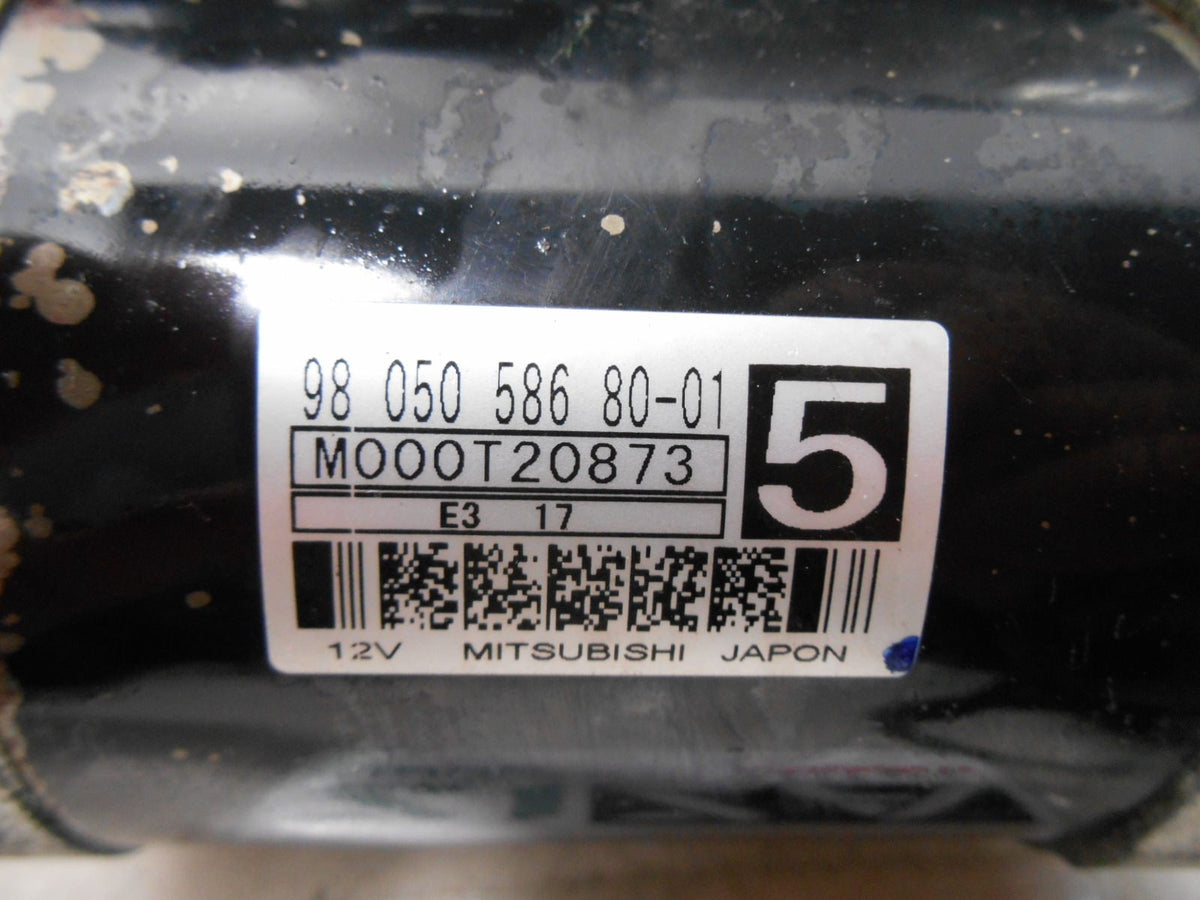 98 050 586 80-01
5
M000T20873
E3 17
12V MITSUBISHI JAPON